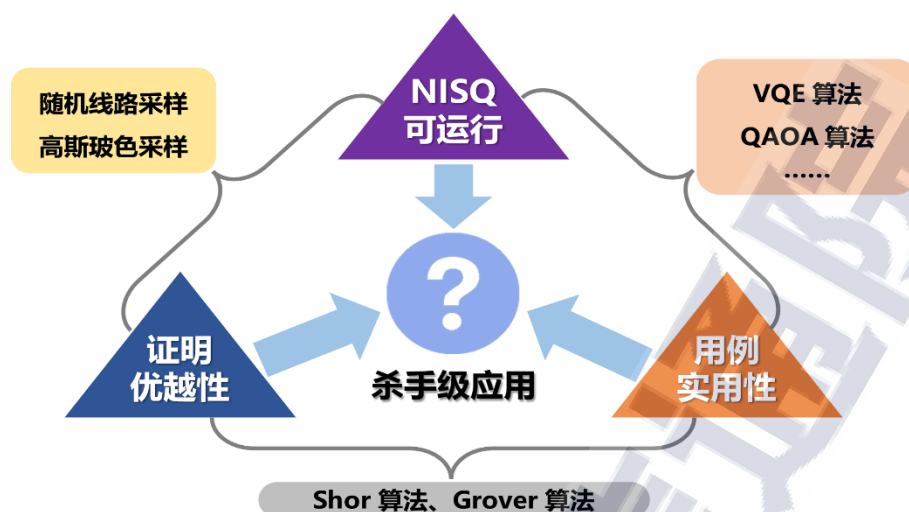 NISQ
可运行
随机线路采样
高斯玻色采样
VQE 算法
QAOA 算法
......
?
证明
优越性
用例
实用性
杀手级应用
Shor 算法、Grover 算法